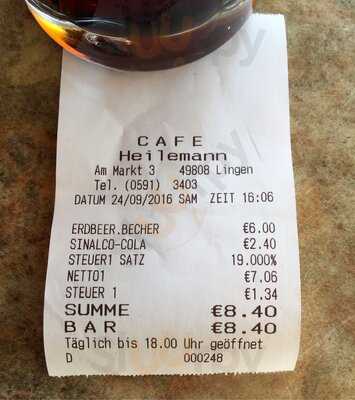 CAFE
Heilemann
Am Markt 3 49808 Lingen
Tel. (0591) 3403
DATUM 24/09/2016 SAM ZEIT 16:06
ERDBEER.BECHER €6.00
SINALCO-COLA €2.40
STEUER1 SATZ 19.000%
NETTO1 €7.06
STEUER 1 €1.34
SUMME €8.40
BAR €8.40
Täglich bis 18.00 Uhr geöffnet
D 000248